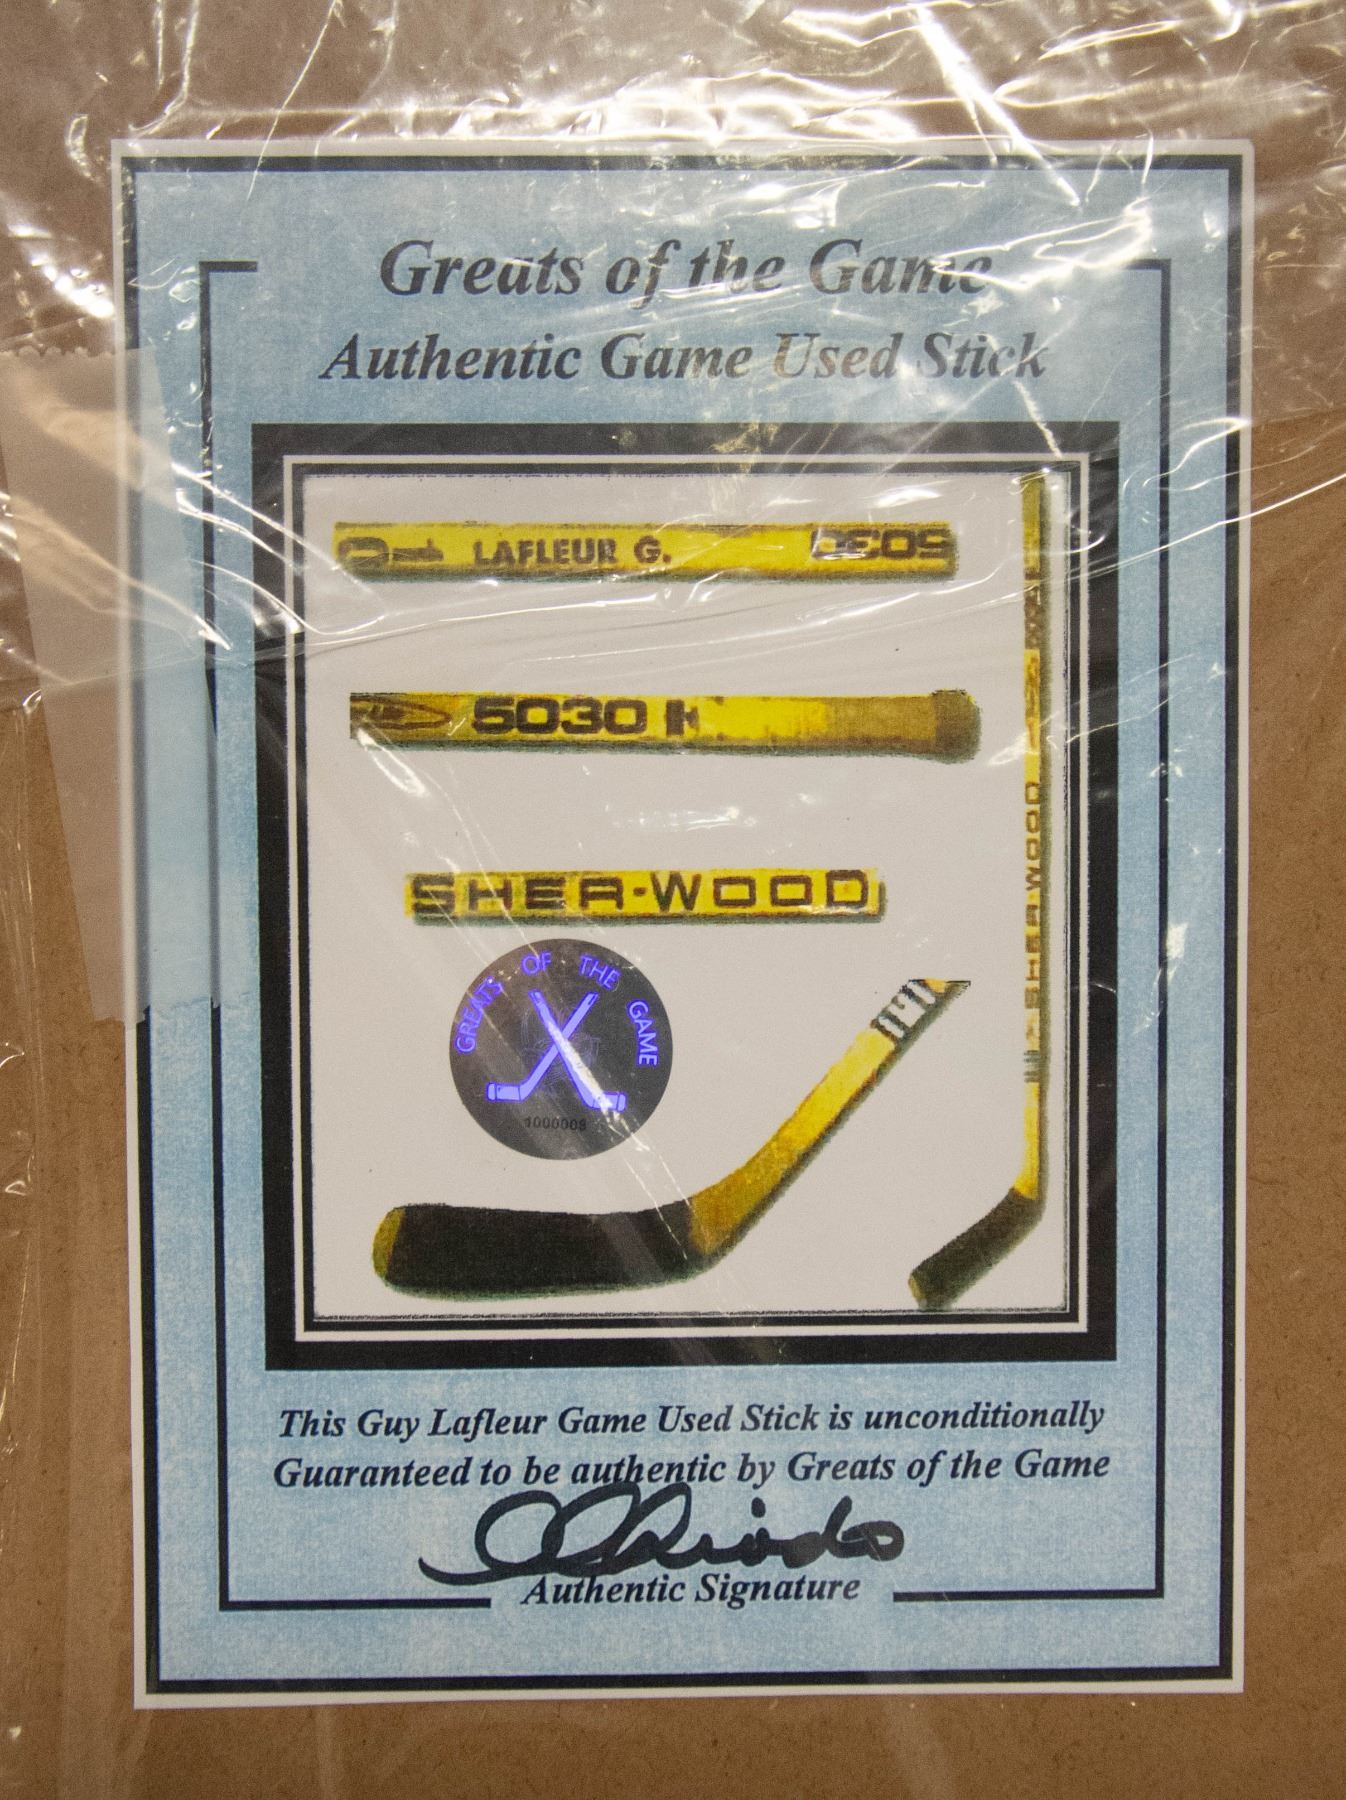 Greats of the Game
Authentic Game Used Stick
LAFLEUR G.
5030
5030 H
SHER-WOOD
SHER-WOOD
GREATS OF THE GAME
This Guy Lafleur Game Used Stick is unconditionally
Guaranteed to be authentic by Greats of the Game
Authentic Signature